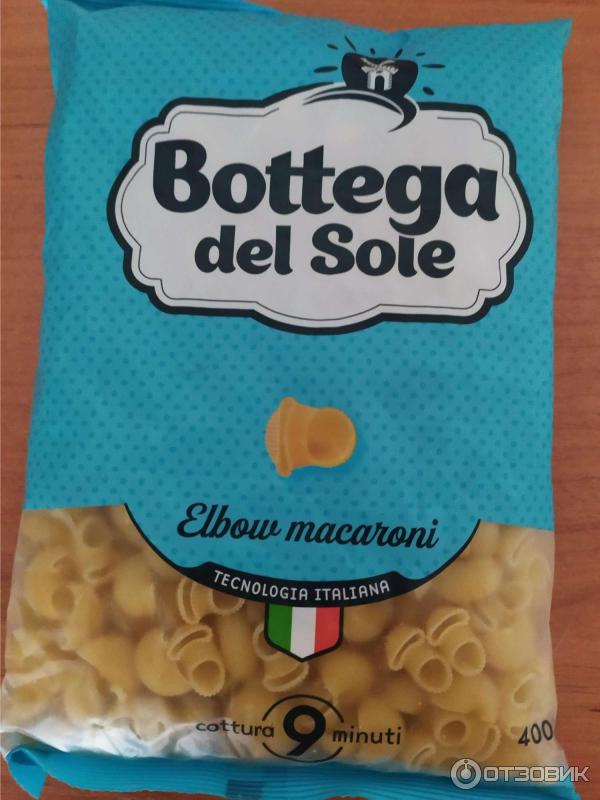 Bottega
del Sole
Elbow macaroni
TECNOLOGIA ITALIANA
cottura 9 minuti
400
ОТЗОВИК